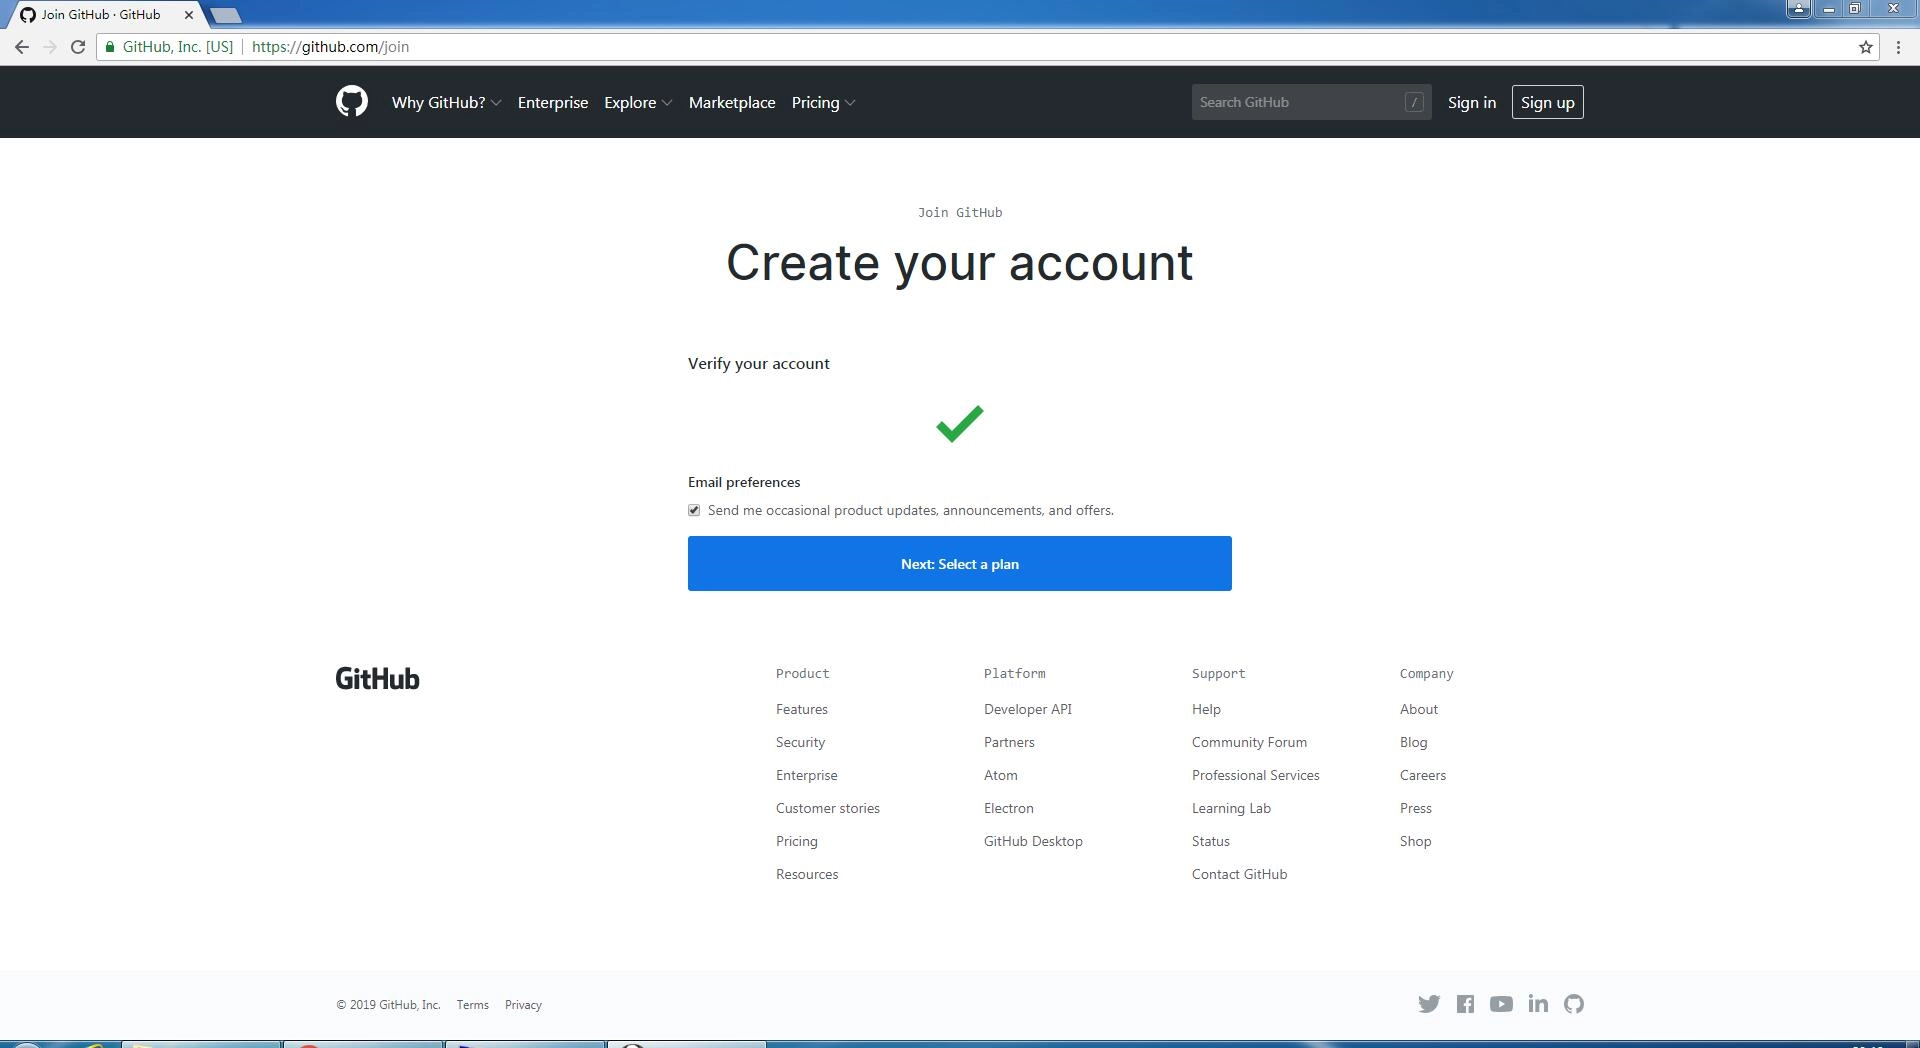 Join GitHub · GitHub
GitHub, Inc. [US] | https://github.com/join
Why GitHub? Enterprise Explore Marketplace Pricing Search GitHub / Sign in Sign up
Join GitHub
Create your account
Verify your account
Email preferences
Send me occasional product updates, announcements, and offers.
Next: Select a plan
GitHub
Product
Features
Security
Enterprise
Customer stories
Pricing
Resources
Platform
Developer API
Partners
Atom
Electron
GitHub Desktop
Support
Help
Community Forum
Professional Services
Learning Lab
Status
Contact GitHub
Company
About
Blog
Careers
Press
Shop
© 2019 GitHub, Inc. Terms Privacy